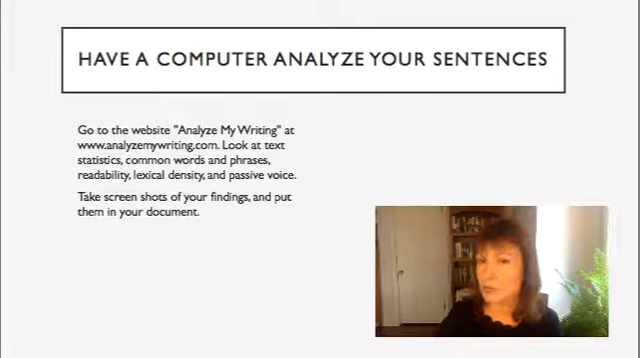 HAVE A COMPUTER ANALYZE YOUR SENTENCES
Go to the website "Analyze My Writing" at
www.analyzemywriting.com. Look at text
statistics, common words and phrases,
readability, lexical density, and passive voice.
Take screen shots of your findings, and put
them in your document.